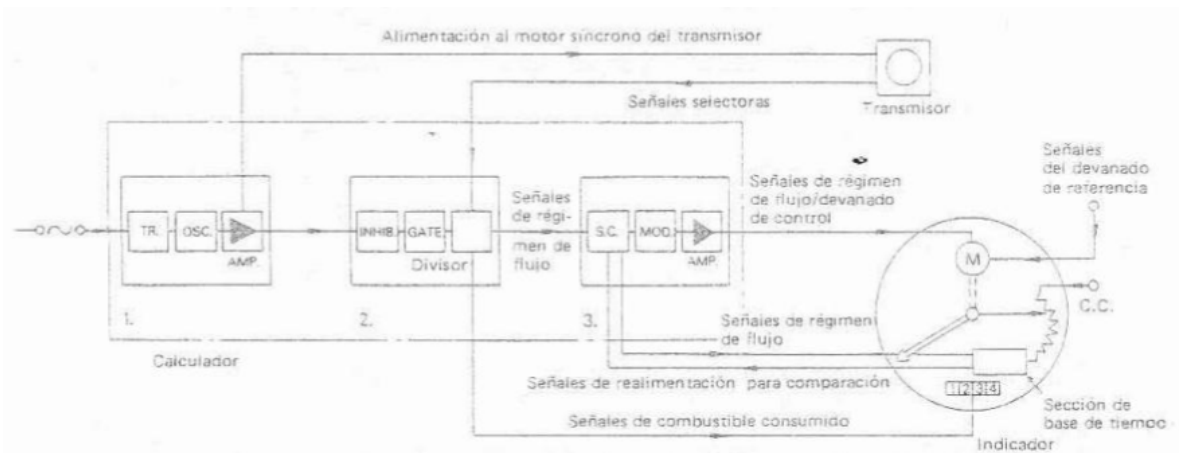 Alimentación al motor síncrono del transmisor
Señales selectoras
Transmisor
Señales
del devanado
de referencia
Señales de régimen
de flujo/devanado
de control
Señales
de régi-
men de
flujo
TR.
OSC.
AMP.
INHIB.
GATE
Divisor
S.C.
MOD.
AMP.
M
C.C.
1.
2.
3.
Señales de régimen
de flujo
Calculador
Señales de realimentación para comparación
1 2 3 4
Señales de combustible consumido
Sección de
base de tiempo
Indicador